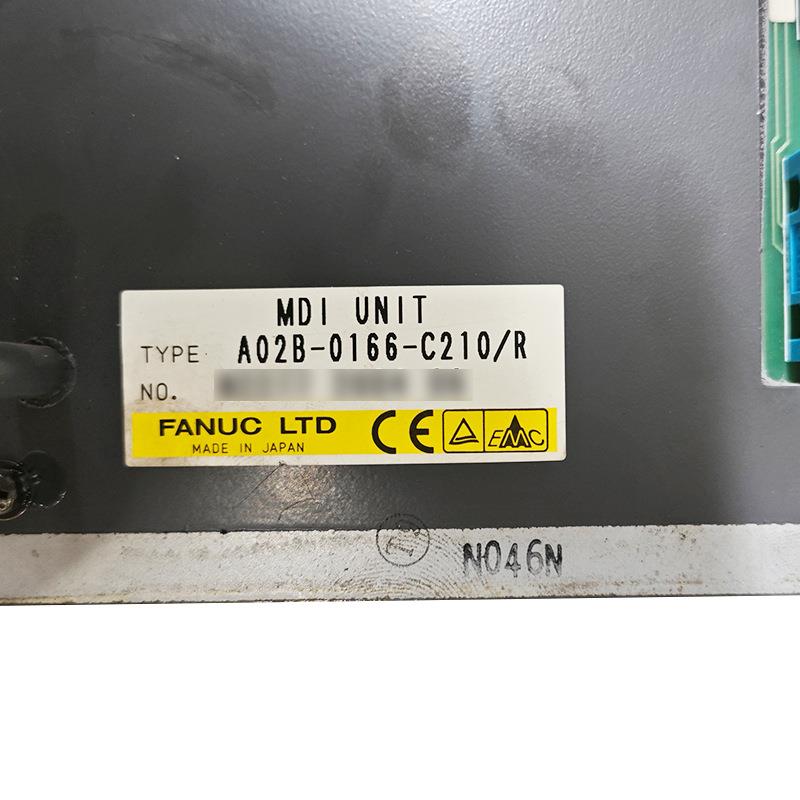 MDI UNIT
TYPE A02B-0166-C210/R
NO.
FANUC LTD
MADE IN JAPAN
CE
EMC
N046N